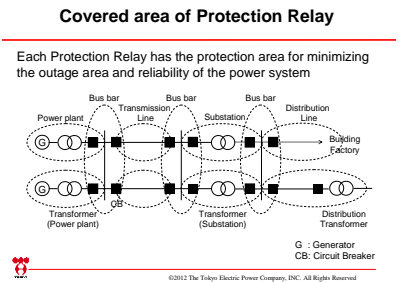 Covered area of Protection Relay
Each Protection Relay has the protection area for minimizing
the outage area and reliability of the power system
Bus bar
Bus bar
Bus bar
Power plant
Transmission
Line
Substation
Distribution
Line
G
Building
Factory
G
CB
Transformer
(Power plant)
Transformer
(Substation)
Distribution
Transformer
G : Generator
CB: Circuit Breaker
TEPCO
©2012 The Tokyo Electric Power Company, INC. All Rights Reserved